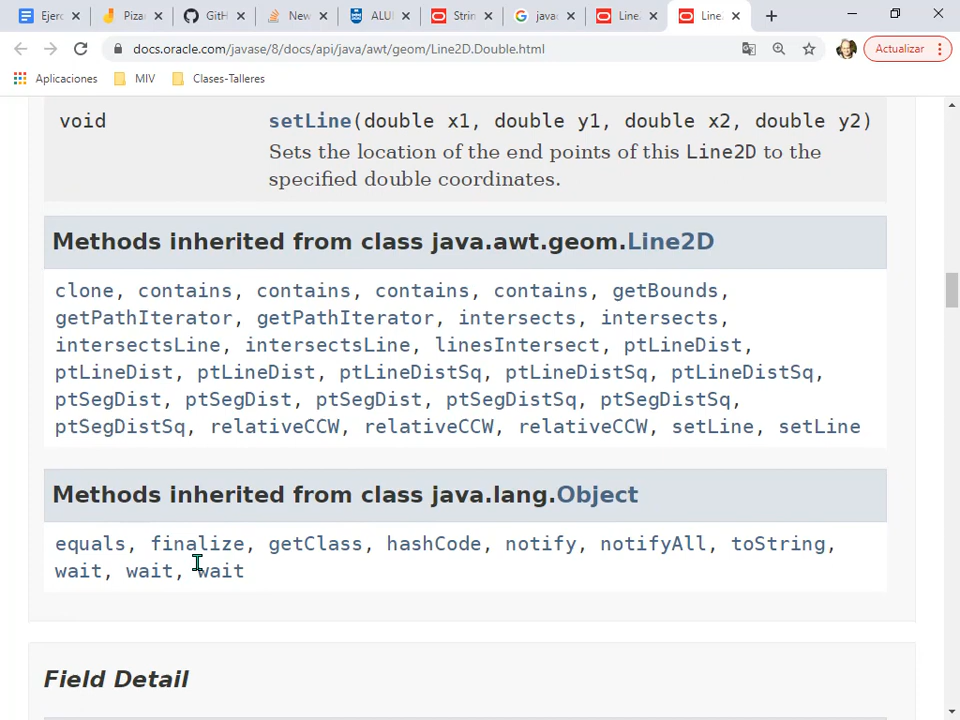 Ejerc
Piza
GitH
New
ALU
Strin
java
Line
Line
docs.oracle.com/javase/8/docs/api/java/awt/geom/Line2D.Double.html
Actualizar
Aplicaciones
MIV
Clases-Talleres
void setLine(double x1, double y1, double x2, double y2)
Sets the location of the end points of this Line2D to the
specified double coordinates.
Methods inherited from class java.awt.geom.Line2D
clone, contains, contains, contains, contains, getBounds,
getPathIterator, getPathIterator, intersects, intersects,
intersectsLine, intersectsLine, linesIntersect, ptLineDist,
ptLineDist, ptLineDist, ptLineDistSq, ptLineDistSq, ptLineDistSq,
ptSegDist, ptSegDist, ptSegDist, ptSegDistSq, ptSegDistSq,
ptSegDistSq, relativeCCW, relativeCCW, relativeCCW, setLine, setLine
Methods inherited from class java.lang.Object
equals, finalize, getClass, hashCode, notify, notifyAll, toString,
wait, wait, wait
Field Detail